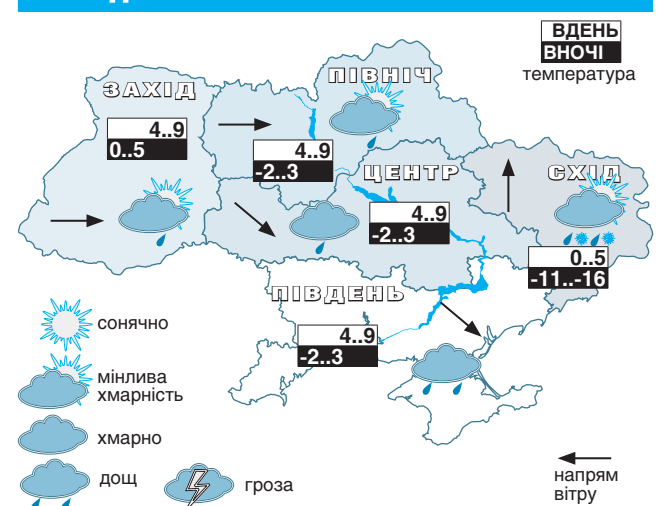 ВДЕНЬ
ВНОЧІ
температура
ПІВНІЧ
ЗАХІД
4..9
0..5
4..9
-2..3
ЦЕНТР
СХІД
4..9
-2..3
0..5
-11..-16
ПІВДЕНЬ
4..9
-2..3
сонячно
мінлива
хмарність
хмарно
дощ
гроза
напрям
вітру